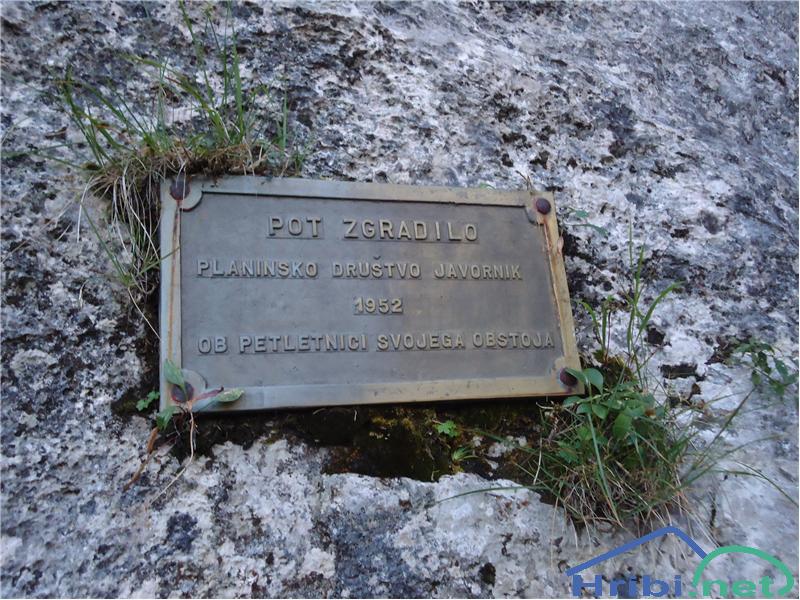 POT ZGRADILO
PLANINSKO DRUŠTVO JAVORNIK
1952
OB PETLETNICI SVOJEGA OBSTOJA
Hribi.net